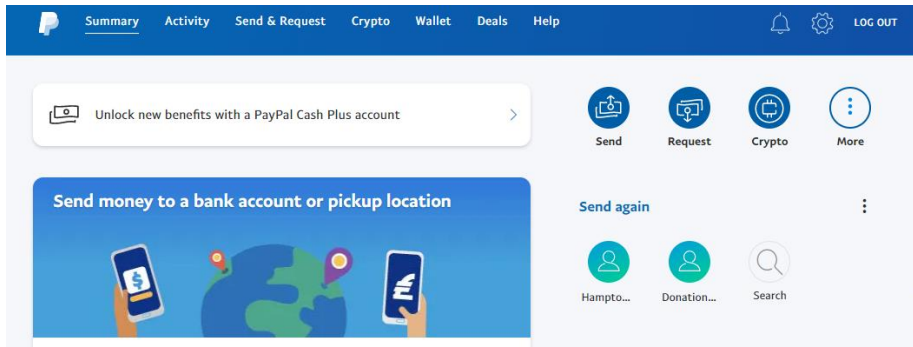 Summary Activity Send & Request Crypto Wallet Deals Help LOG OUT
Unlock new benefits with a PayPal Cash Plus account
Send Request Crypto More
Send money to a bank account or pickup location
Send again
Hampto... Donation... Search